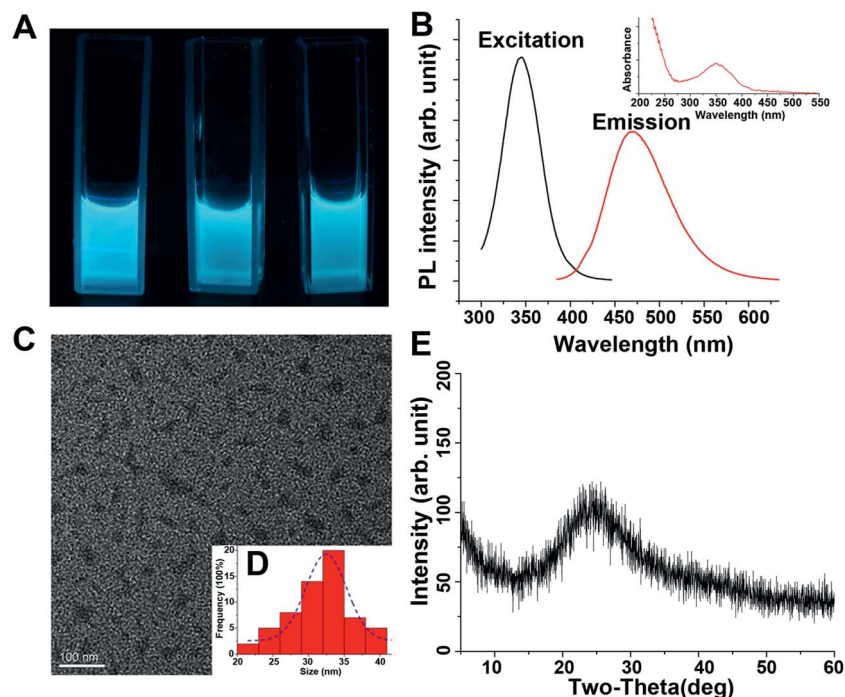 A
B
Excitation
Emission
Absorbance
200 250 300 350 400 450 500 550
Wavelength (nm)
PL intensity (arb. unit)
300 350 400 450 500 550 600
Wavelength (nm)
C
100 nm
D
Frequency (100%)
20
15
10
5
0
20 25 30 35 40
Size (nm)
E
Intensity (arb. unit)
200
150
100
50
0
10 20 30 40 50 60
Two-Theta(deg)